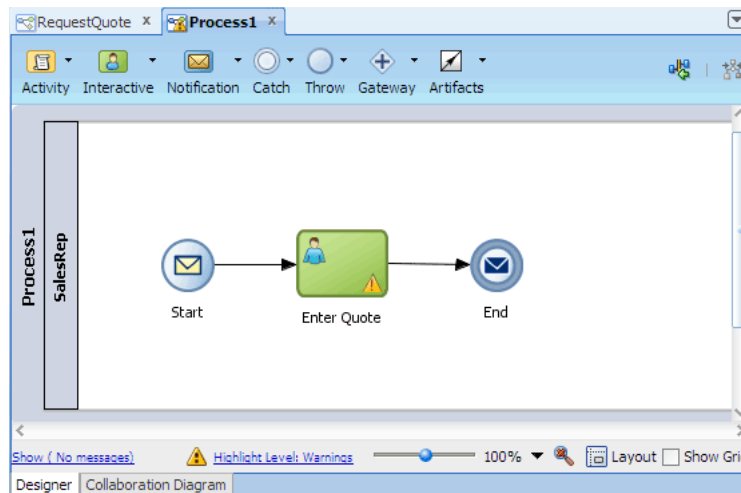 RequestQuote x Process1 x
Activity Interactive Notification Catch Throw Gateway Artifacts
Process1
SalesRep
Start
Enter Quote
End
Show ( No messages) Highlight Level: Warnings 100% Layout Show Gri
Designer Collaboration Diagram